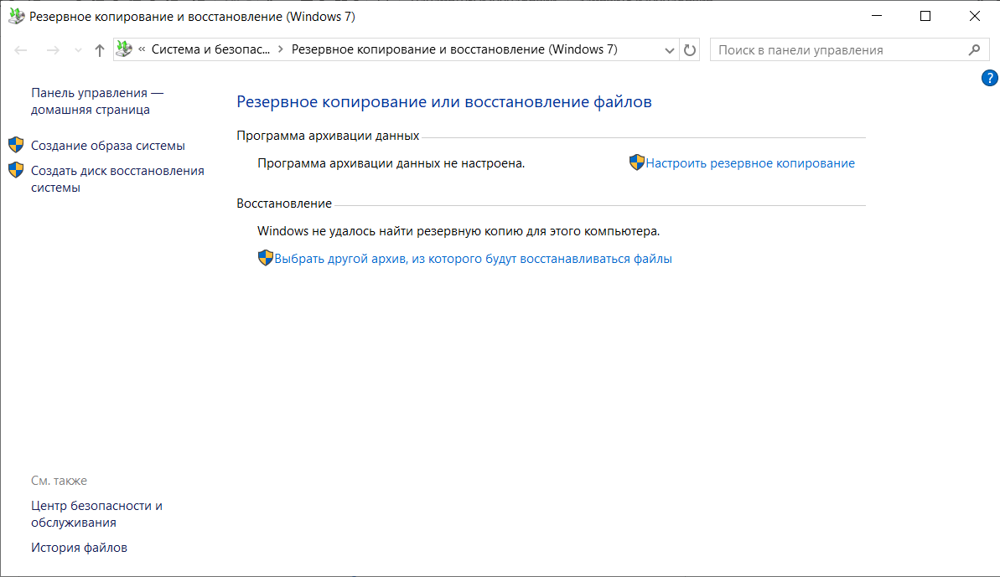 Резервное копирование и восстановление (Windows 7)
« Система и безопас... > Резервное копирование и восстановление (Windows 7)
Поиск в панели управления
?
Панель управления —
домашняя страница
Создание образа системы
Создать диск восстановления
системы
Резервное копирование или восстановление файлов
Программа архивации данных
Программа архивации данных не настроена.
Настроить резервное копирование
Восстановление
Windows не удалось найти резервную копию для этого компьютера.
Выбрать другой архив, из которого будут восстанавливаться файлы
См. также
Центр безопасности и
обслуживания
История файлов